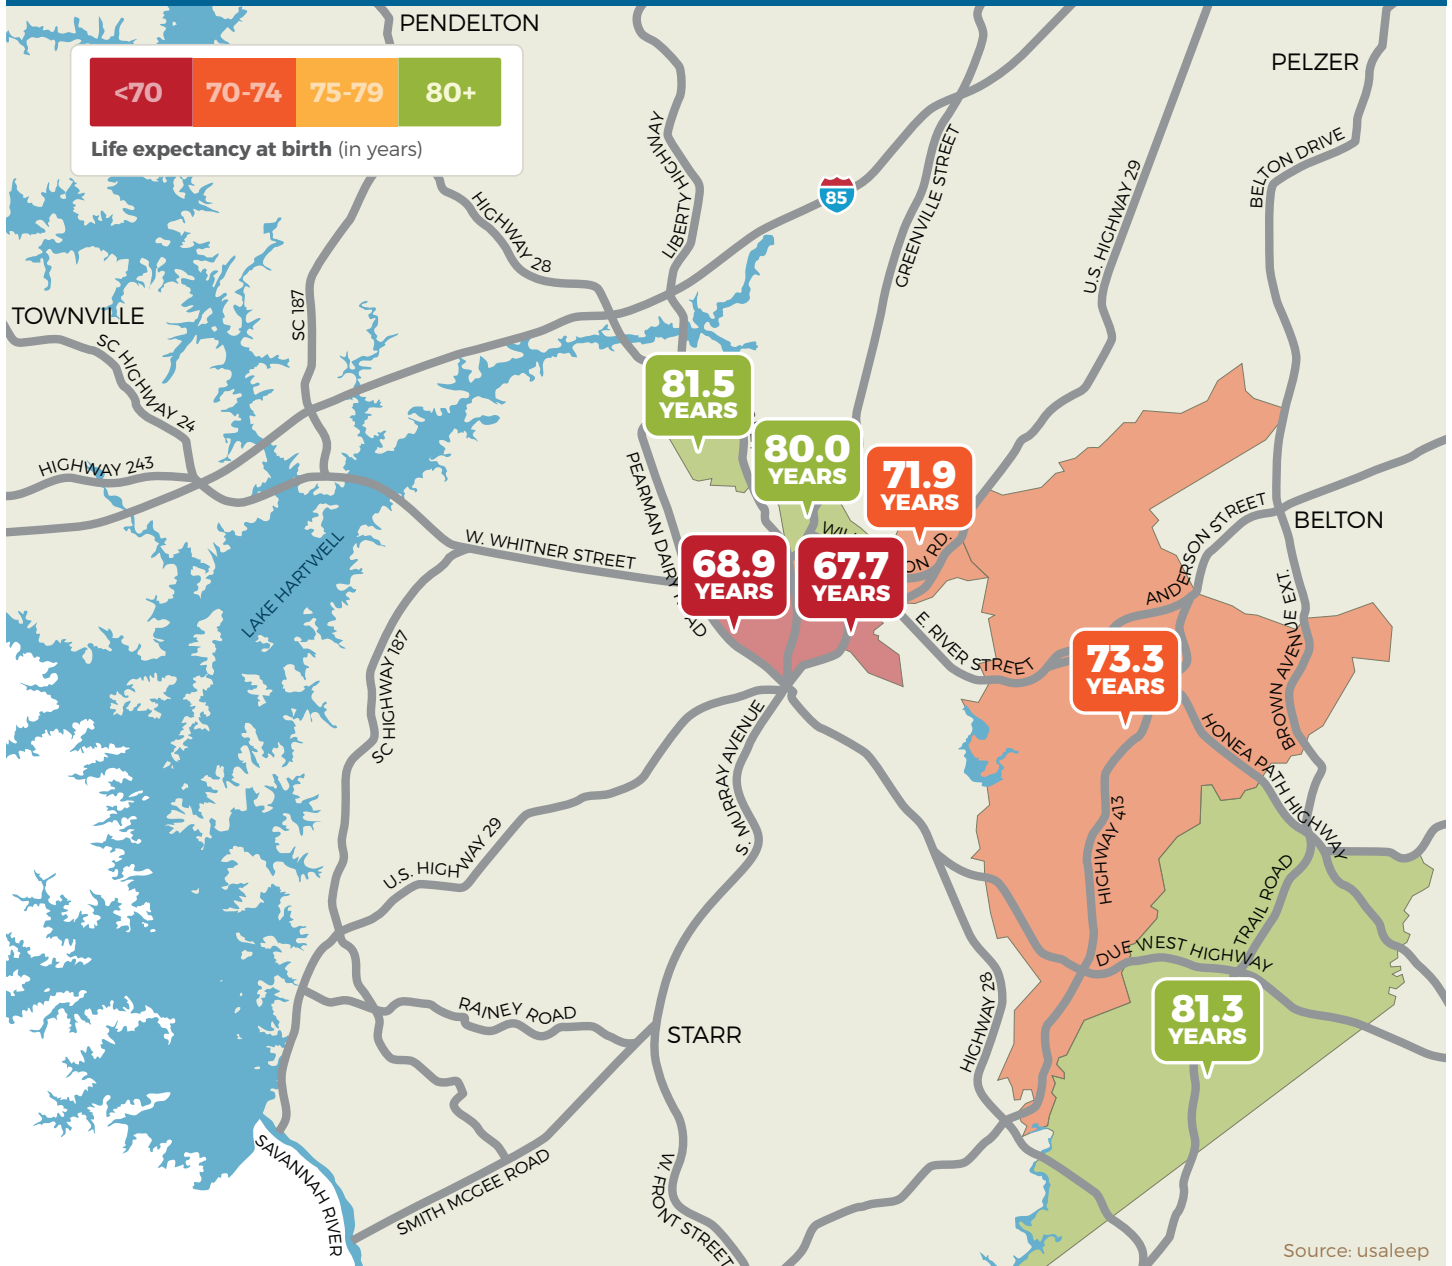 PENDELTON
PELZER
<70
70-74
75-79
80+
Life expectancy at birth (in years)
85
HIGHWAY 28
LIBERTY HIGHWAY
GREENVILLE STREET
U.S. HIGHWAY 29
BELTON DRIVE
TOWNVILLE
SC 187
SC HIGHWAY 24
HIGHWAY 243
81.5
YEARS
80.0
YEARS
71.9
YEARS
PEARMAN DAIRY
AD
W. WHITNER STREET
68.9
YEARS
67.7
YEARS
ON RD.
ANDERSON STREET
BELTON
LAKE HARTWELL
E. RIVER STREET
73.3
YEARS
BROWN AVENUE EXT.
SC HIGHWAY 187
S. MURRAY AVENUE
HONEA PATH HIGHWAY
U.S. HIGHWAY 29
HIGHWAY 413
TRAIL ROAD
DUE WEST HIGHWAY
RAINEY ROAD
STARR
HIGHWAY 28
81.3
YEARS
SAVANNAH RIVER
SMITH MCGEE ROAD
W. FRONT STREET
Source: usaleep